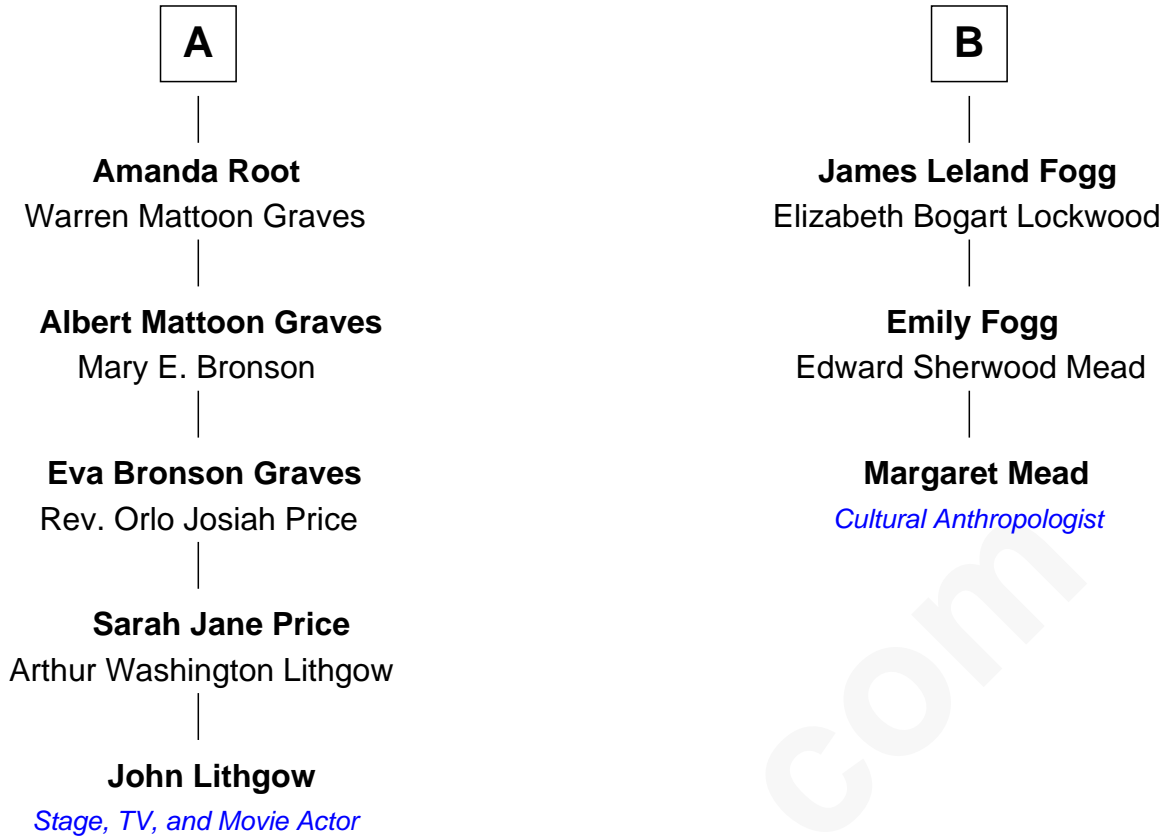 A
Amanda Root
Warren Mattoon Graves
Albert Mattoon Graves
Mary E. Bronson
Eva Bronson Graves
Rev. Orlo Josiah Price
Sarah Jane Price
Arthur Washington Lithgow
John Lithgow
Stage, TV, and Movie Actor
B
James Leland Fogg
Elizabeth Bogart Lockwood
Emily Fogg
Edward Sherwood Mead
Margaret Mead
Cultural Anthropologist
com